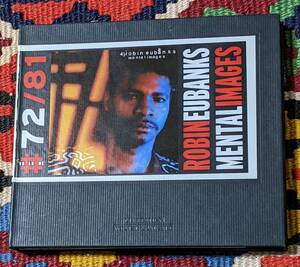 #72/81
robin eubanks
mental images
ROBIN EUBANKS
MENTAL IMAGES